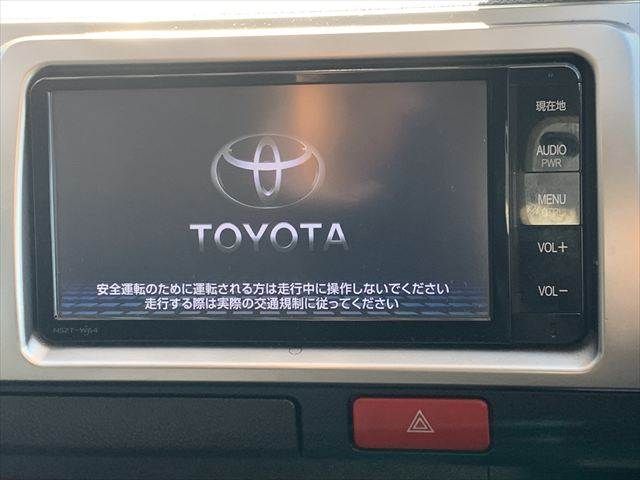 現在地
AUDIO
PWR
MENU
VOL+
VOL−
TOYOTA
安全運転のために運転される方は走行中に操作しないでください
走行する際は実際の交通規制に従ってください
NSZT-W64